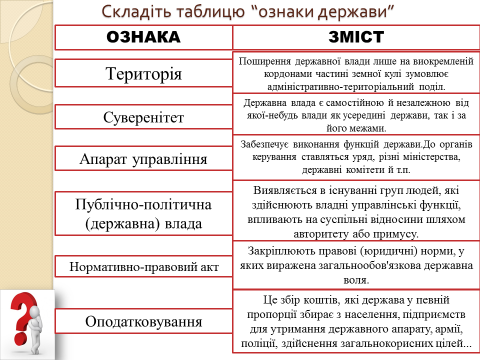 Складіть таблицю “ознаки держави”
ОЗНАКА
ЗМІСТ
Територія
Поширення державної влади лише на виокремленій
кордонами частині земної кулі зумовлює
адміністративно-територіальний поділ.
Суверенітет
Державна влада є самостійною й незалежною від
якої-небудь влади як усередині держави, так і за
його межами.
Апарат управління
Забезпечує виконання функцій держави.До органів
керування ставляться уряд, різні міністерства,
державні комітети й т.п.
Публічно-політична
(державна) влада
Виявляється в існуванні груп людей, які
здійснюють владні управлінські функції,
впливають на суспільні відносини шляхом
авторитету або примусу.
Нормативно-правовий акт
Закріплюють правові (юридичні) норми, у
яких виражена загальнообов'язкова державна
воля.
Оподатковування
Це збір коштів, які держава у певній
пропорції збирає з населення, підприємств
для утримання державного апарату, армії,
поліції, здійснення загальнокорисних цілей...